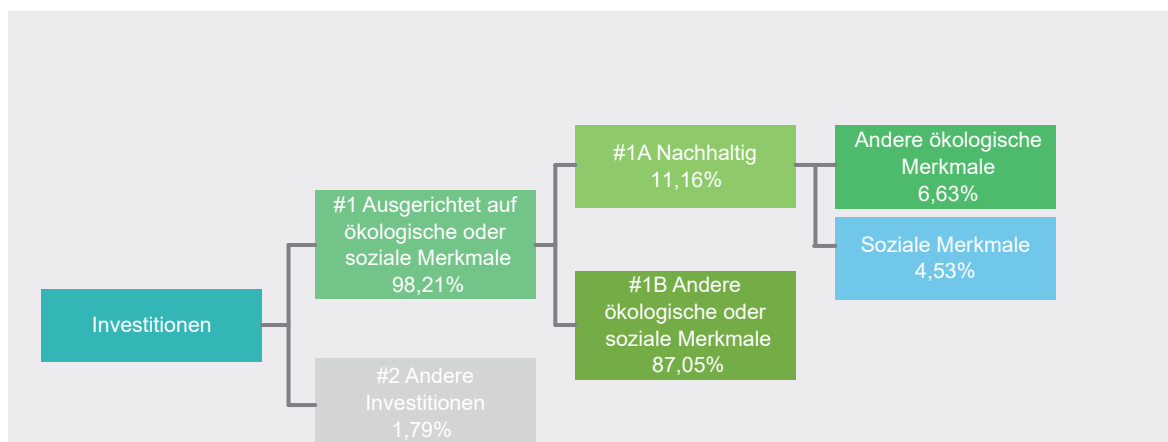 Investitionen
#1 Ausgerichtet auf
ökologische oder
soziale Merkmale
98,21%
#2 Andere
Investitionen
1,79%
#1A Nachhaltig
11,16%
#1B Andere
ökologische oder
soziale Merkmale
87,05%
Andere ökologische
Merkmale
6,63%
Soziale Merkmale
4,53%